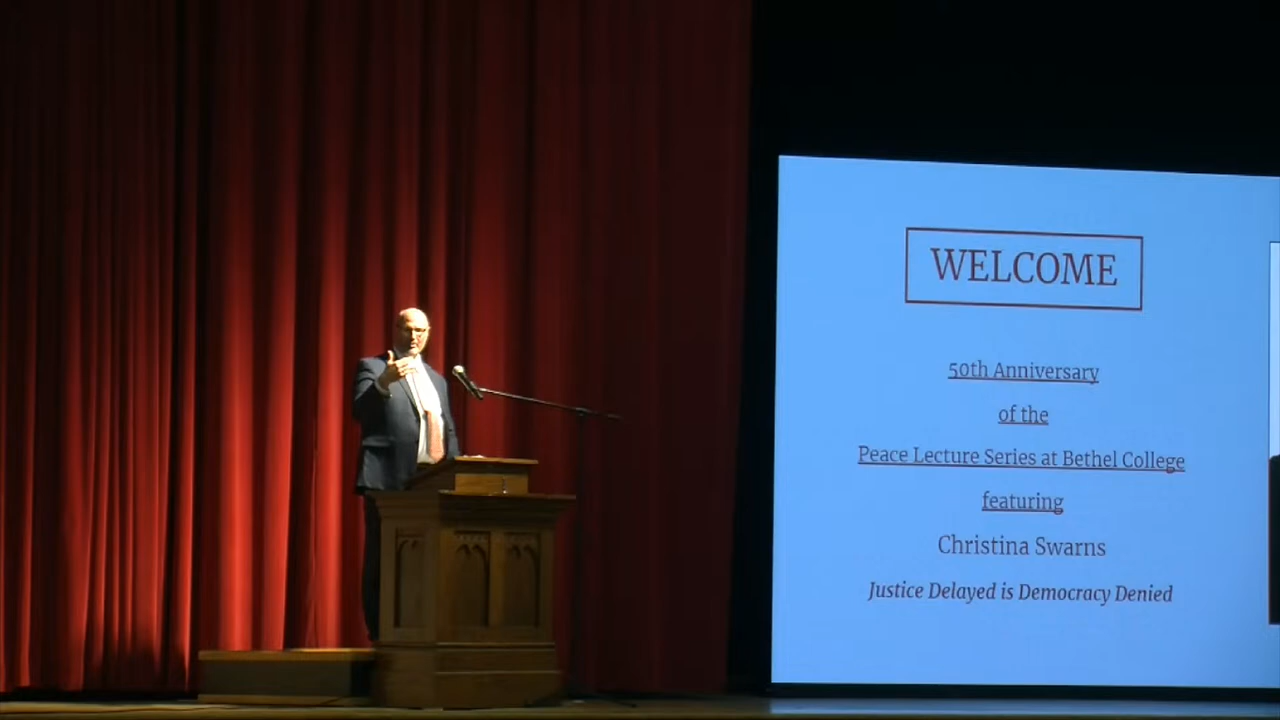 WELCOME
50th Anniversary
of the
Peace Lecture Series at Bethel College
featuring
Christina Swarns
Justice Delayed is Democracy Denied